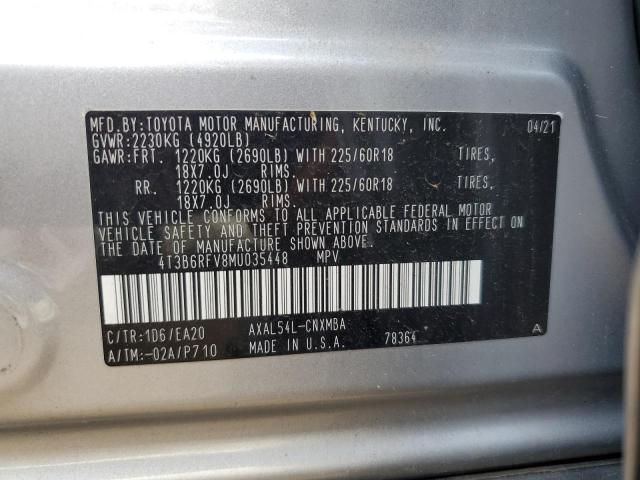 MFD.BY:TOYOTA MOTOR MANUFACTURING, KENTUCKY, INC. 04/21
GVWR:2230KG (4920LB)
GAWR:FRT. 1220KG (2690LB) WITH 225/60R18 TIRES,
18X7.0J RIMS.
RR. 1220KG (2690LB) WITH 225/60R18 TIRES,
18X7.0J RIMS.
THIS VEHICLE CONFORMS TO ALL APPLICABLE FEDERAL MOTOR
VEHICLE SAFETY AND THEFT PREVENTION STANDARDS IN EFFECT ON
THE DATE OF MANUFACTURE SHOWN ABOVE.
4T3B6RFV8MU035448 MPV
C/TR:1D6/EA20 AXAL54L-CNXMBA A
A/TM:-02A/P710 MADE IN U.S.A. 78364